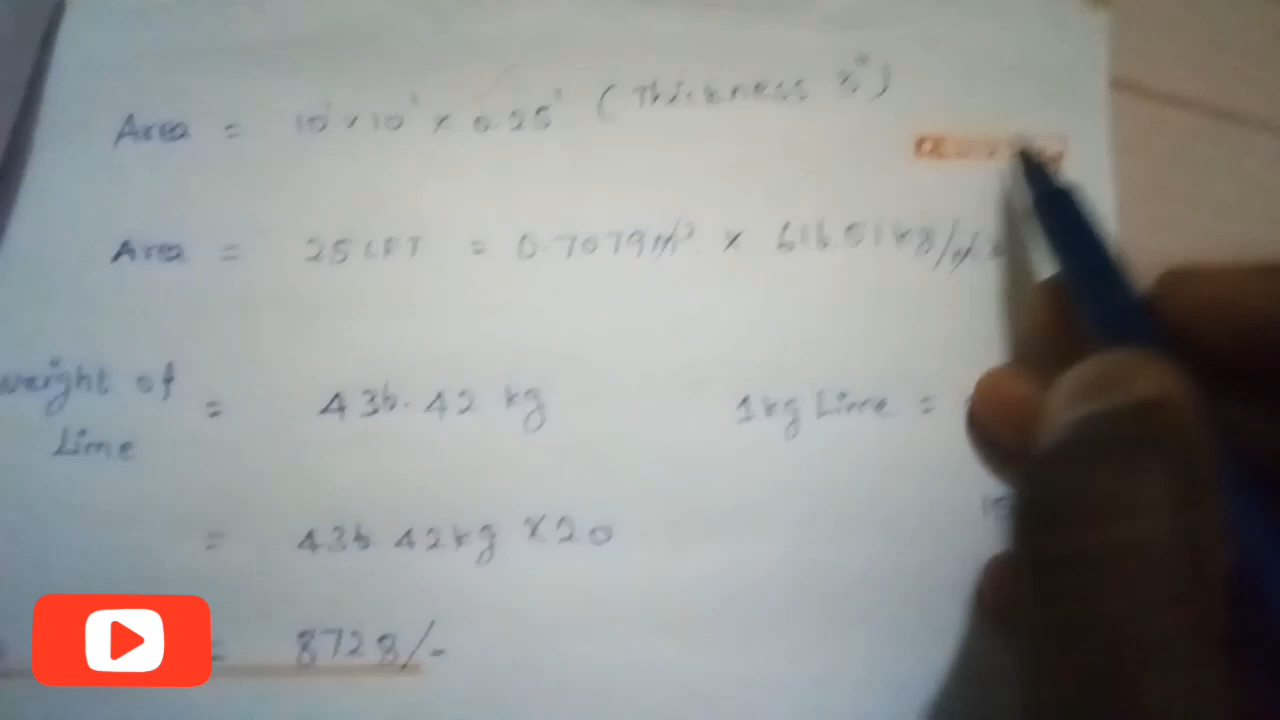 Area = 10' × 10' × 0.25' (Thickness 3")
Area = 25 CFT = 0.7079 m³ × 616.51 kg/m³
weight of Lime = 436.42 kg
1 kg Lime =
= 436.42 kg × 20
= 8728/-